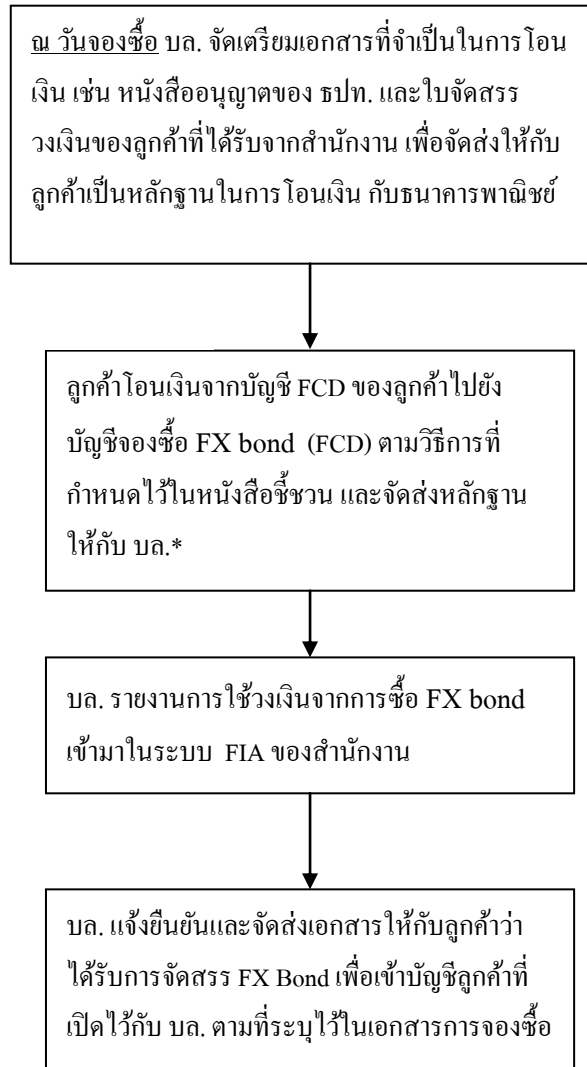 ณ วันจองซื้อ บล. จัดเตรียมเอกสารที่จำเป็นในการโอน
เงิน เช่น หนังสืออนุญาตของ ธปท. และใบจัดสรร
วงเงินของลูกค้าที่ได้รับจากสำนักงาน เพื่อจัดส่งให้กับ
ลูกค้าเป็นหลักฐานในการโอนเงิน กับธนาคารพาณิชย์
ลูกค้าโอนเงินจากบัญชี FCD ของลูกค้าไปยัง
บัญชีจองซื้อ FX bond (FCD) ตามวิธีการที่
กำหนดไว้ในหนังสือชี้ชวน และจัดส่งหลักฐาน
ให้กับ บล.*
บล. รายงานการใช้วงเงินจากการซื้อ FX bond
เข้ามาในระบบ FIA ของสำนักงาน
บล. แจ้งยืนยันและจัดส่งเอกสารให้กับลูกค้าว่า
ได้รับการจัดสรร FX Bond เพื่อเข้าบัญชีลูกค้าที่
เปิดไว้กับ บล. ตามที่ระบุไว้ในเอกสารการจองซื้อ